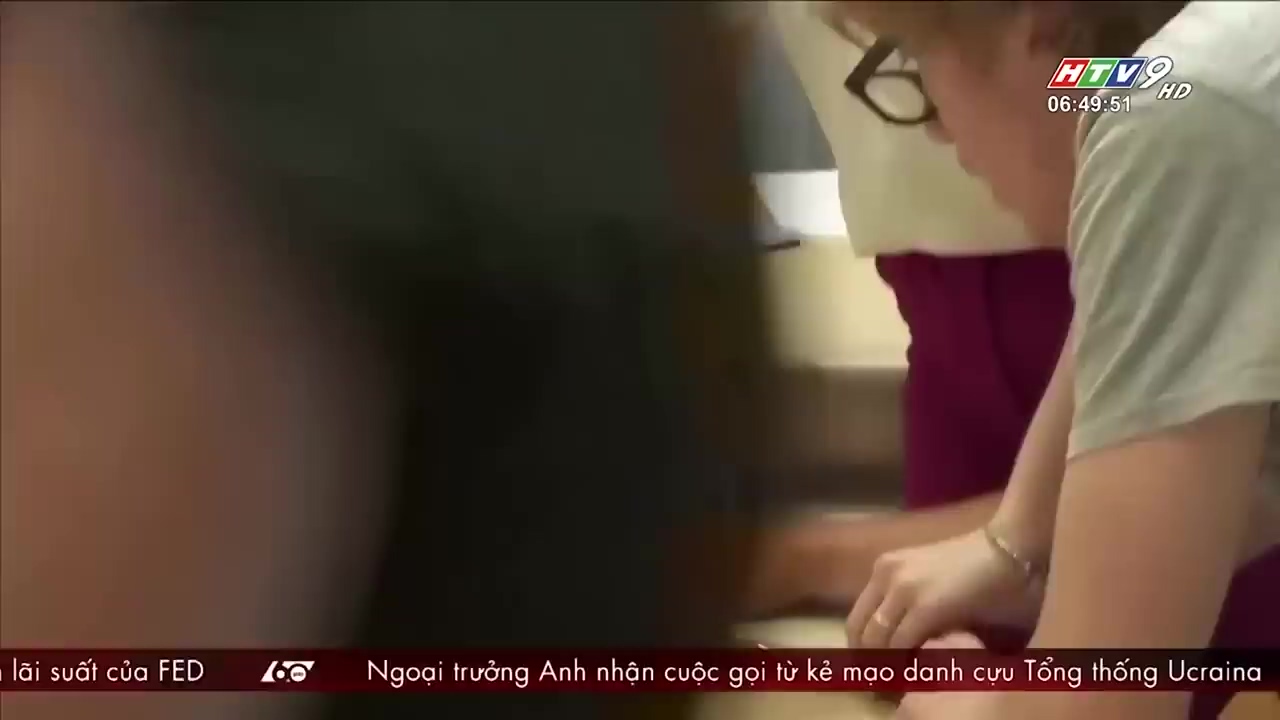 HTV9 HD
06:49:51
lãi suất của FED 60 Ngoại trưởng Anh nhận cuộc gọi từ kẻ mạo danh cựu Tổng thống Ucraina